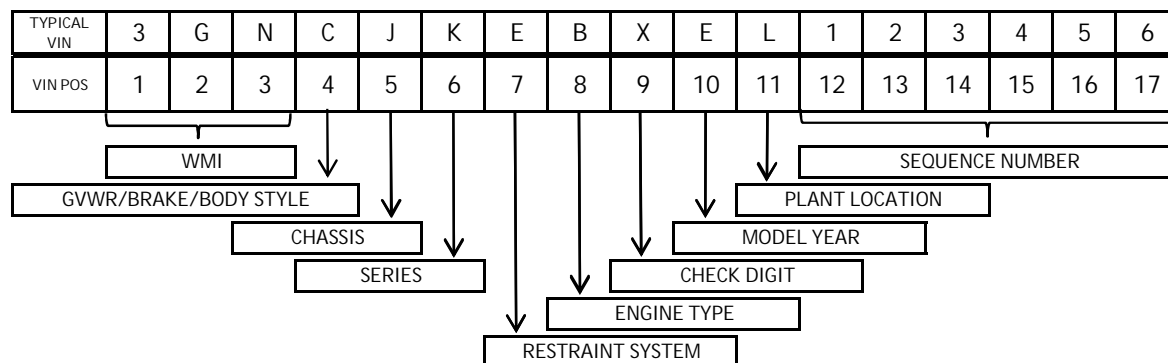 TYPICAL VIN 3 G N C J K E B X E L 1 2 3 4 5 6
VIN POS 1 2 3 4 5 6 7 8 9 10 11 12 13 14 15 16 17
WMI SEQUENCE NUMBER
GVWR/BRAKE/BODY STYLE PLANT LOCATION
CHASSIS MODEL YEAR
SERIES CHECK DIGIT
ENGINE TYPE
RESTRAINT SYSTEM